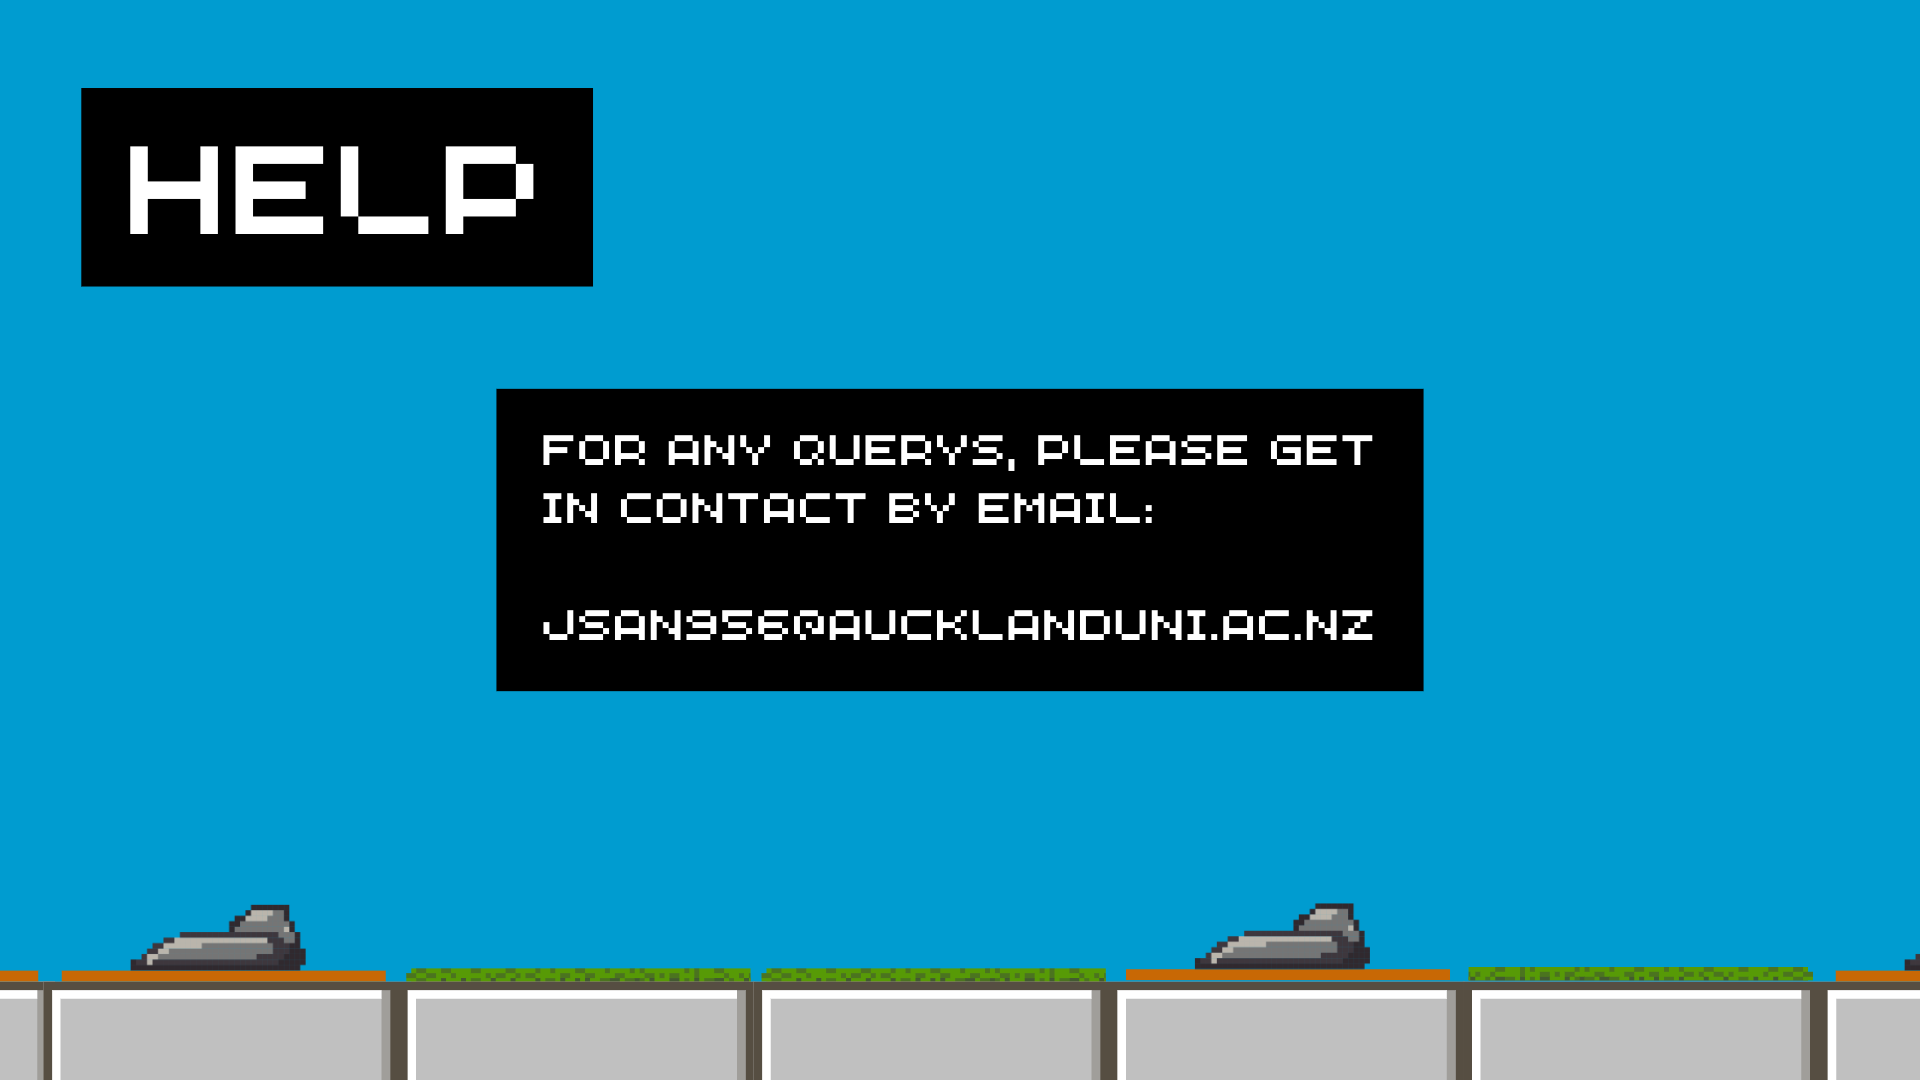 HELP
FOR ANY QUERYS, PLEASE GET
IN CONTACT BY EMAIL:
JSAN956@AUCKLANDUNI.AC.NZ